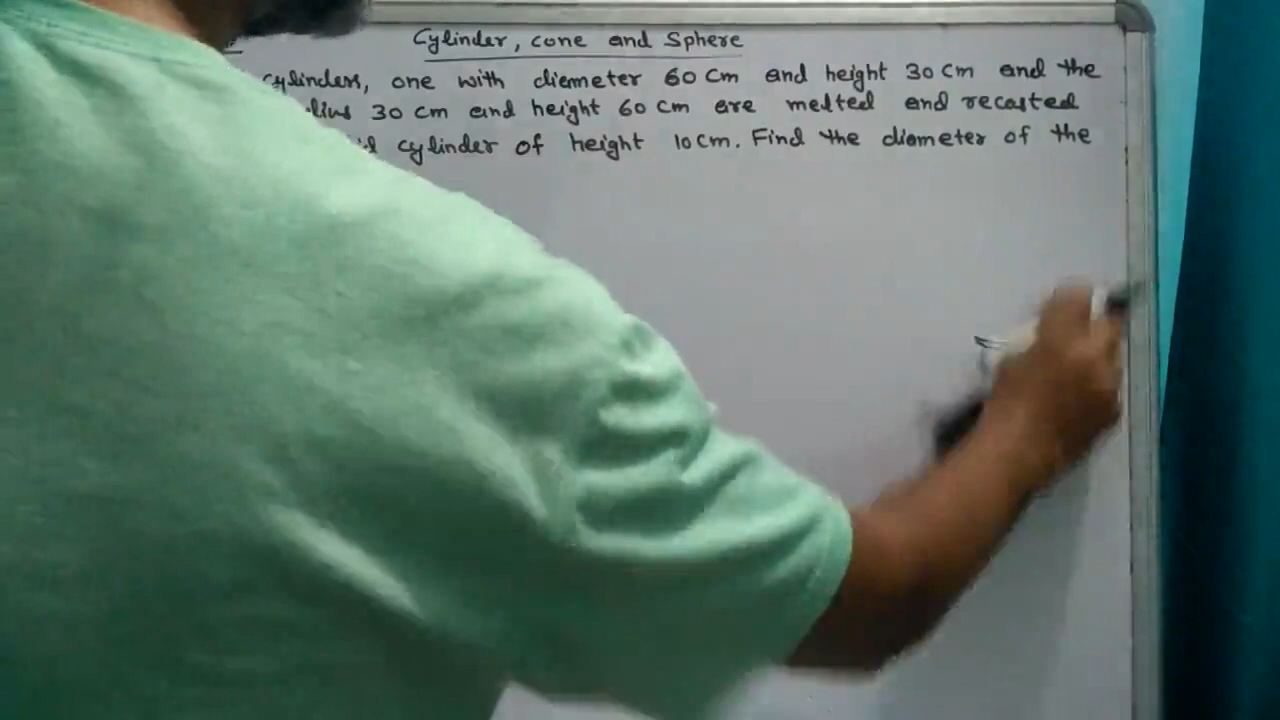 Cylinder, cone and Sphere
cylinders, one with diameter 60 cm and height 30 cm and the
30 cm and height 60 cm are melted and recasted
cylinder of height 10 cm. Find the diameter of the